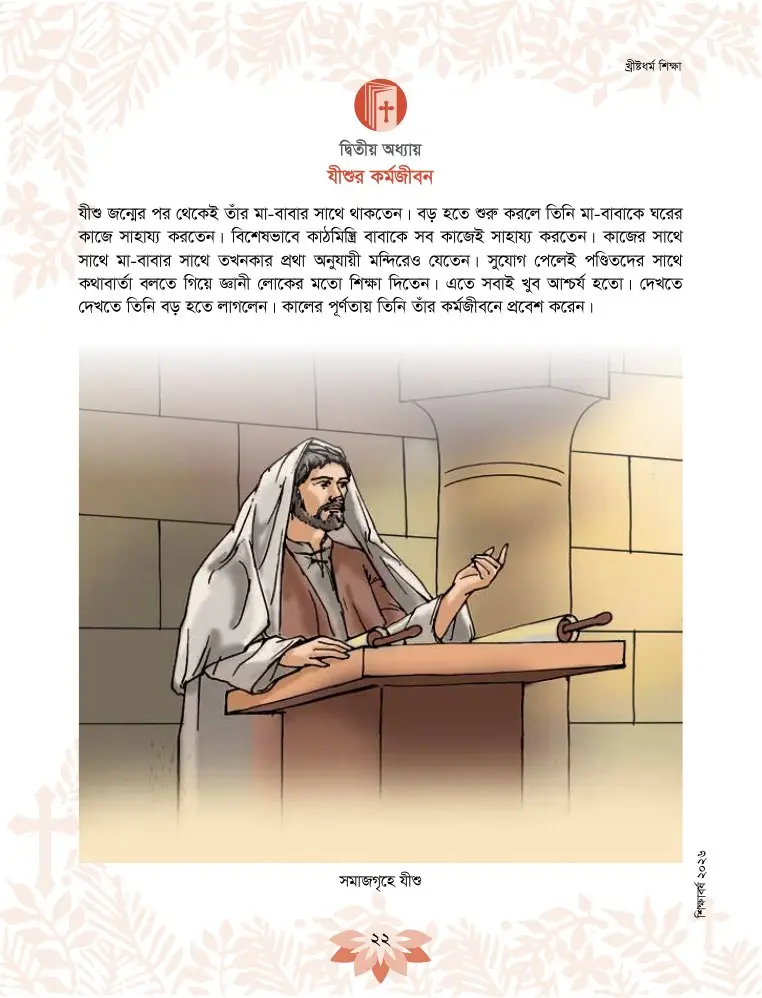 খ্রীষ্টধর্ম শিক্ষা
দ্বিতীয় অধ্যায়
যীশুর কর্মজীবন
যীশু জন্মের পর থেকেই তাঁর মা-বাবার সাথে থাকতেন। বড় হতে শুরু করলে তিনি মা-বাবাকে ঘরের
কাজে সাহায্য করতেন। বিশেষভাবে কাঠমিস্ত্রি বাবাকে সব কাজেই সাহায্য করতেন। কাজের সাথে
সাথে মা-বাবার সাথে তখনকার প্রথা অনুযায়ী মন্দিরেও যেতেন। সুযোগ পেলেই পণ্ডিতদের সাথে
কথাবার্তা বলতে গিয়ে জ্ঞানী লোকের মতো শিক্ষা দিতেন। এতে সবাই খুব আশ্চর্য হতো। দেখতে
দেখতে তিনি বড় হতে লাগলেন। কালের পূর্ণতায় তিনি তাঁর কর্মজীবনে প্রবেশ করেন।
সমাজগৃহে যীশু
শিক্ষাবর্ষ ২০২৬
২২